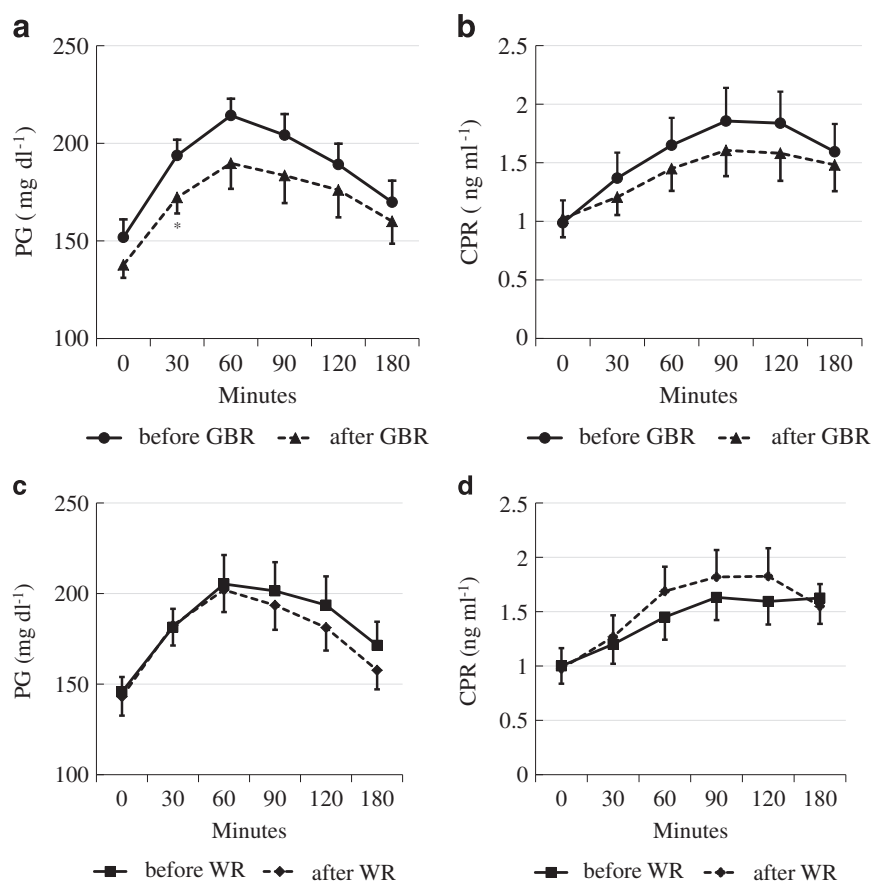 a
PG ( mg dl-1)
250
200
150
100
*
0 30 60 90 120 180
Minutes
before GBR after GBR
b
CPR ( ng ml-1)
2.5
2
1.5
1
0.5
0
0 30 60 90 120 180
Minutes
before GBR after GBR
c
PG (mg dl-1)
250
200
150
100
0 30 60 90 120 180
Minutes
before WR after WR
d
CPR (ng ml-1)
2.5
2
1.5
1
0.5
0
0 30 60 90 120 180
Minutes
before WR after WR